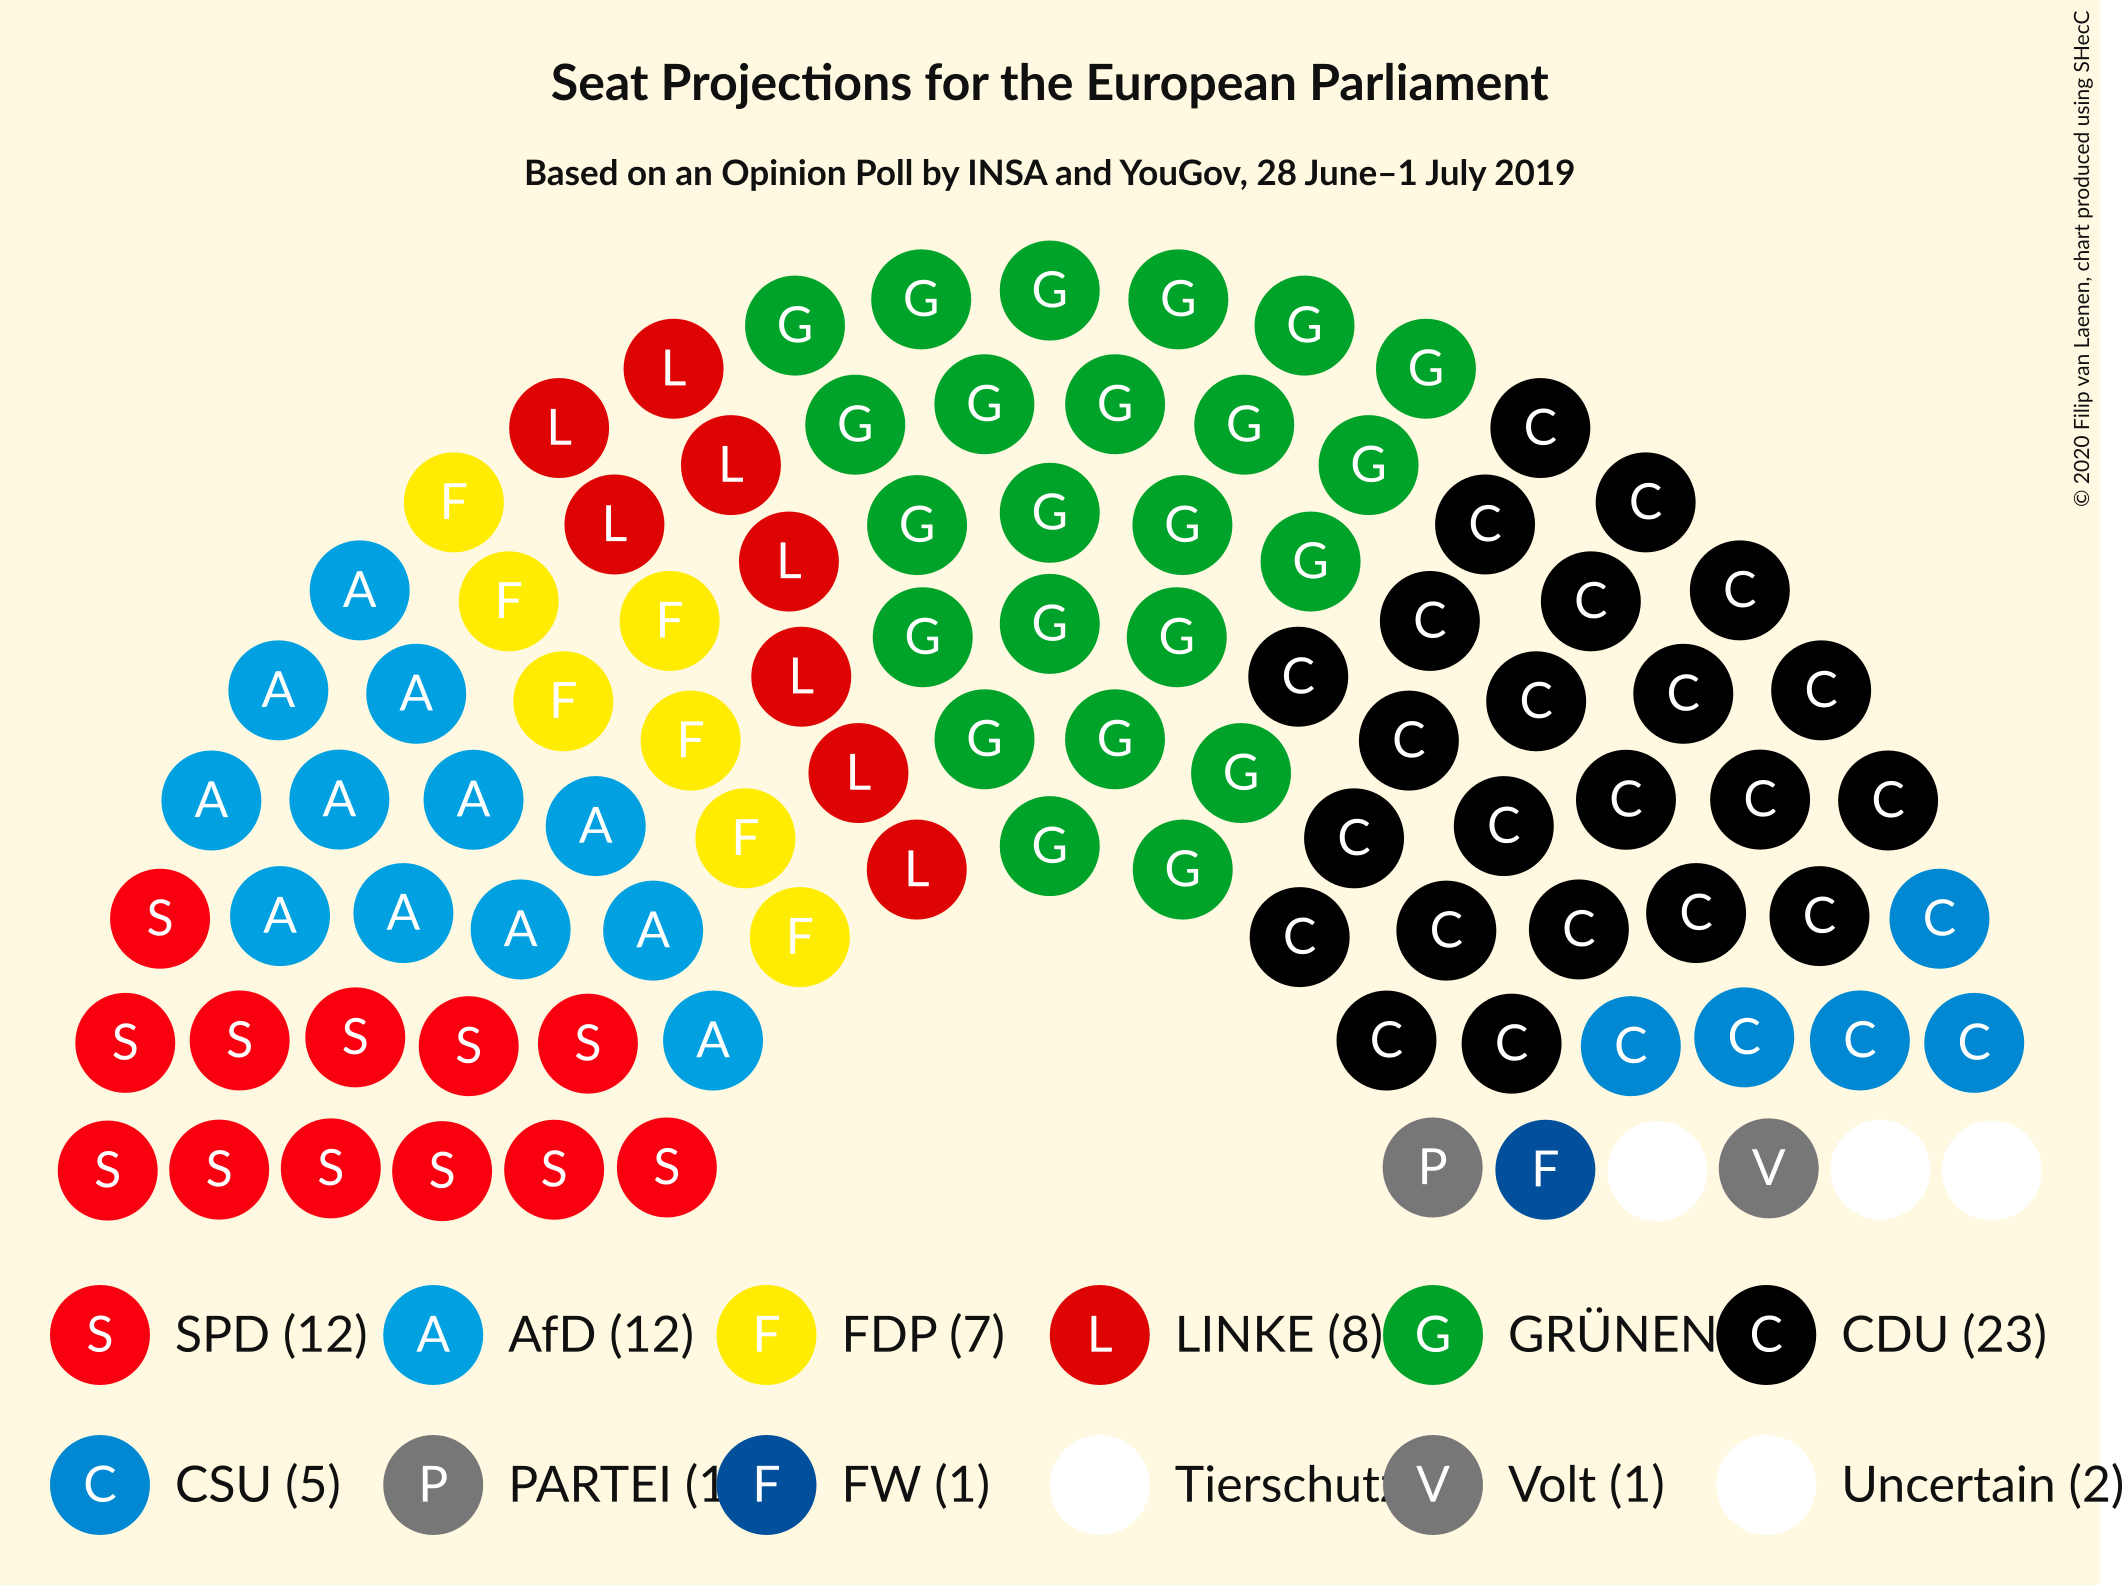 Seat Projections for the European Parliament
Based on an Opinion Poll by INSA and YouGov, 28 June–1 July 2019
© 2020 Filip van Laenen, chart produced using SHecC
G G G G G
L G
G G G G
L C
L G
G G G
F L C C
L G
A F C C
F G G G F
L C
A A F C C C
F G G G C
L G
A A A A C C C C
F C
L G G
S A A A A C C C C C
F C
S S S S S A C C C C C C
S S S S S S P F V
S SPD (12) A AfD (12) F FDP (7) L LINKE (8) G GRÜNEN C CDU (23)
C CSU (5) P PARTEI (1 F FW (1) Tierschutz V Volt (1) Uncertain (2)